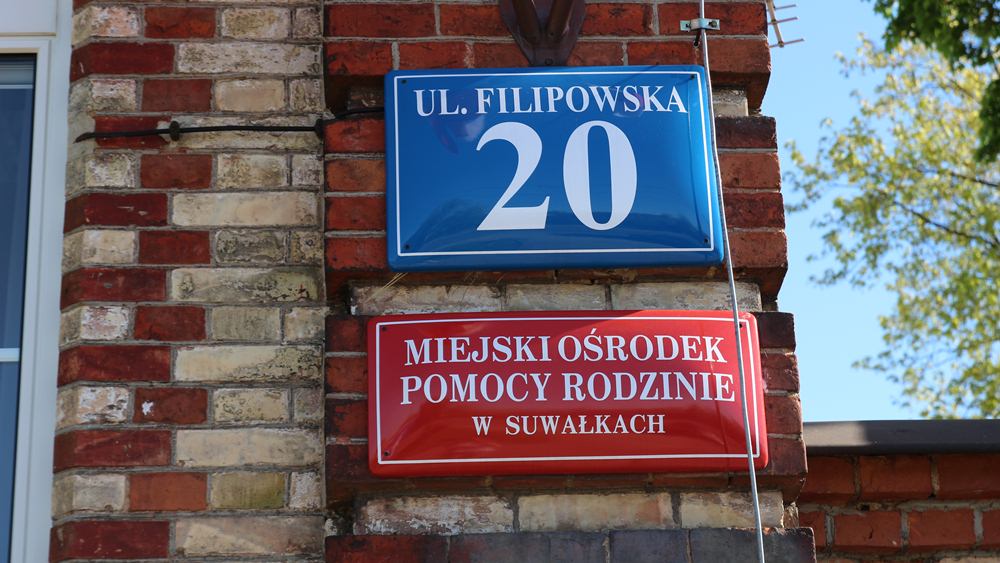 UL. FILIPOWSKA
20
MIEJSKI OŚRODEK
POMOCY RODZINIE
W SUWAŁKACH